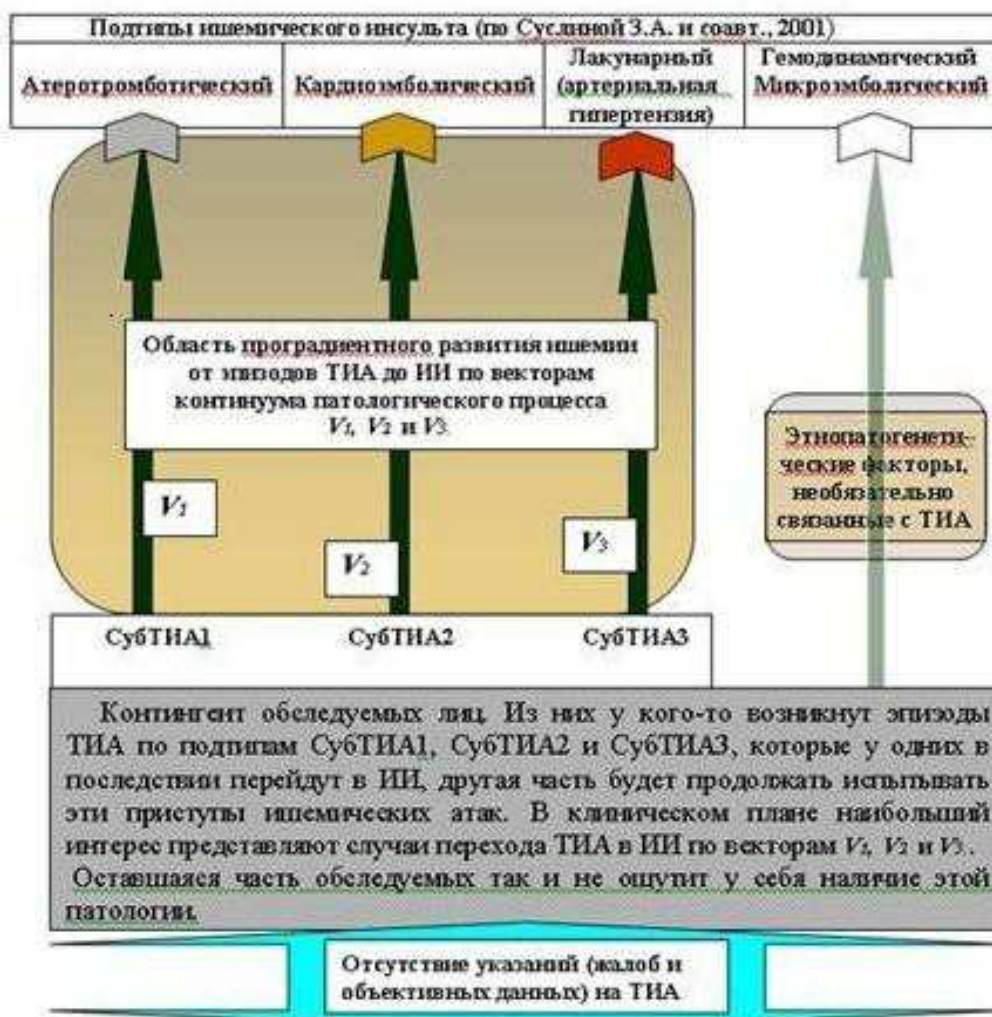 Подтипы ишемического инсульта (по Суслиной З.А. и соавт., 2001)
Атеротромботический
Кардиоэмболический
Лакунарный
(артериальная
гипертензия)
Гемодинамический
Микроэмболический
Область проградиентного развития ишемии
от эпизодов ТИА до ИИ по векторам
континуума патологического процесса
V1, V2 и V3.
Этнопатогенети-
ческие факторы,
необязательно
связанные с ТИА
V1
V2
V3
СубТИА1
СубТИА2
СубТИА3
Контингент обследуемых лиц. Из них у кого-то возникнут эпизоды
ТИА по подтипам СубТИА1, СубТИА2 и СубТИА3, которые у одних в
последствии перейдут в ИИ, другая часть будет продолжать испытывать
эти приступы ишемических атак. В клиническом плане наибольший
интерес представляют случаи перехода ТИА в ИИ по векторам V1, V2 и V3.
Оставшаяся часть обследуемых так и не ощутит у себя наличие этой
патологии.
Отсутствие указаний (жалоб и
объективных данных) на ТИА